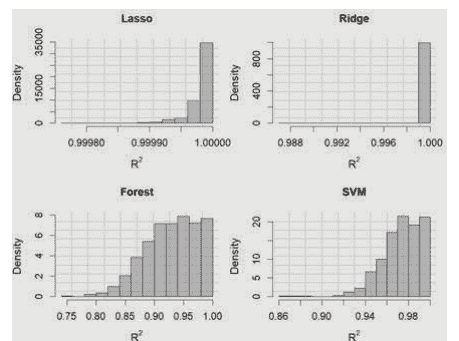 Lasso
Density
0 15000 35000
0.99980 0.99990 1.00000
R²
Ridge
Density
0 400 800
0.988 0.992 0.996 1.000
R²
Forest
Density
0 2 4 6 8
0.75 0.80 0.85 0.90 0.95 1.00
R²
SVM
Density
0 5 10 20
0.86 0.90 0.94 0.98
R²